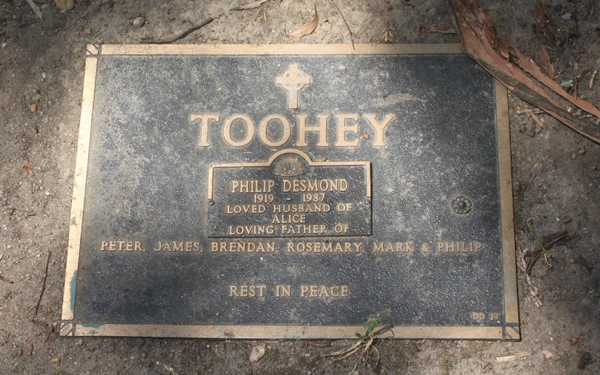 TOOHEY
PHILIP DESMOND
1919 - 1987
LOVED HUSBAND OF
ALICE
LOVING FATHER OF
PETER, JAMES, BRENDAN, ROSEMARY, MARK & PHILIP
REST IN PEACE